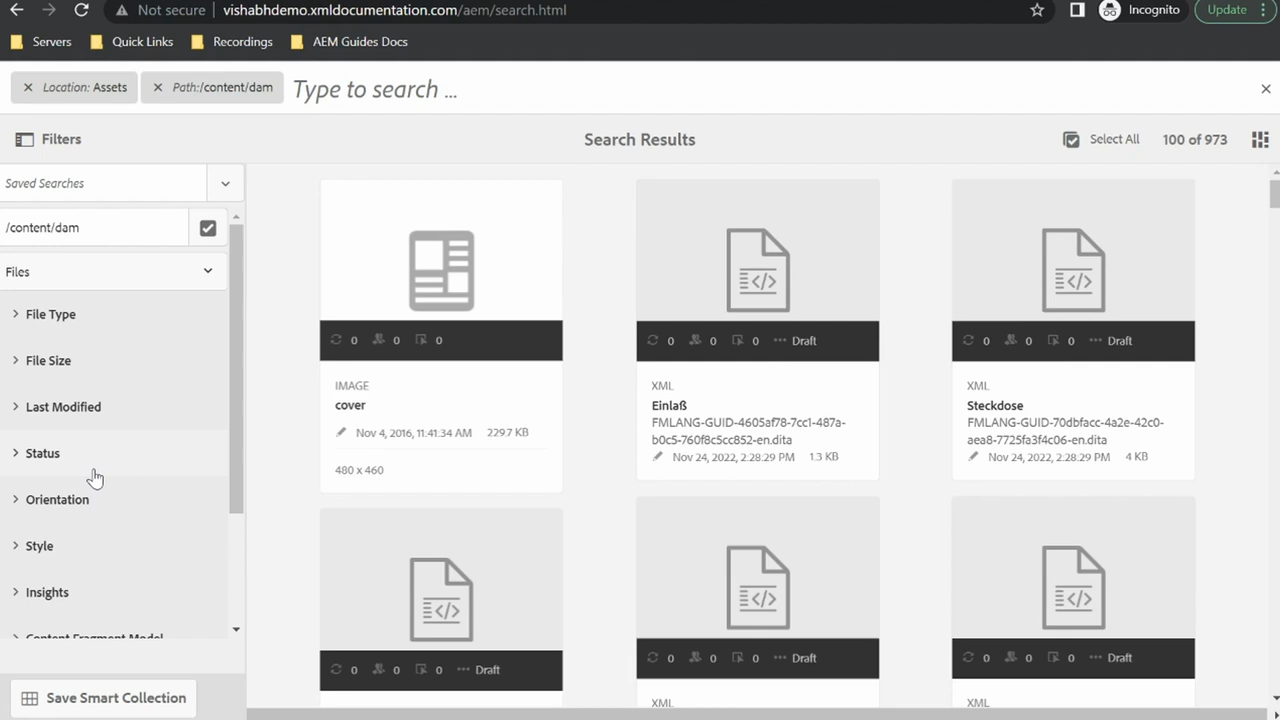 Not secure vishabhdemo.xmldocumentation.com/aem/search.html Incognito Update
Servers Quick Links Recordings AEM Guides Docs
Location: Assets Path:/content/dam Type to search ...
Filters Search Results Select All 100 of 973
Saved Searches
/content/dam
Files
File Type
File Size
Last Modified
Status
Orientation
Style
Insights
Content Fragment Model
Save Smart Collection
0 0 0
IMAGE
cover
Nov 4, 2016, 11:41:34 AM 229.7 KB
480 x 460
0 0 0 Draft
XML
Einlaß
FMLANG-GUID-4605af78-7cc1-487a-
b0c5-760f8c5cc852-en.dita
Nov 24, 2022, 2:28:29 PM 1.3 KB
0 0 0 Draft
XML
Steckdose
FMLANG-GUID-70dbfacc-4a2e-42c0-
aea8-7725fa3f4c06-en.dita
Nov 24, 2022, 2:28:29 PM 4 KB
0 0 0 Draft
0 0 0 Draft
XML
0 0 0 Draft
XML